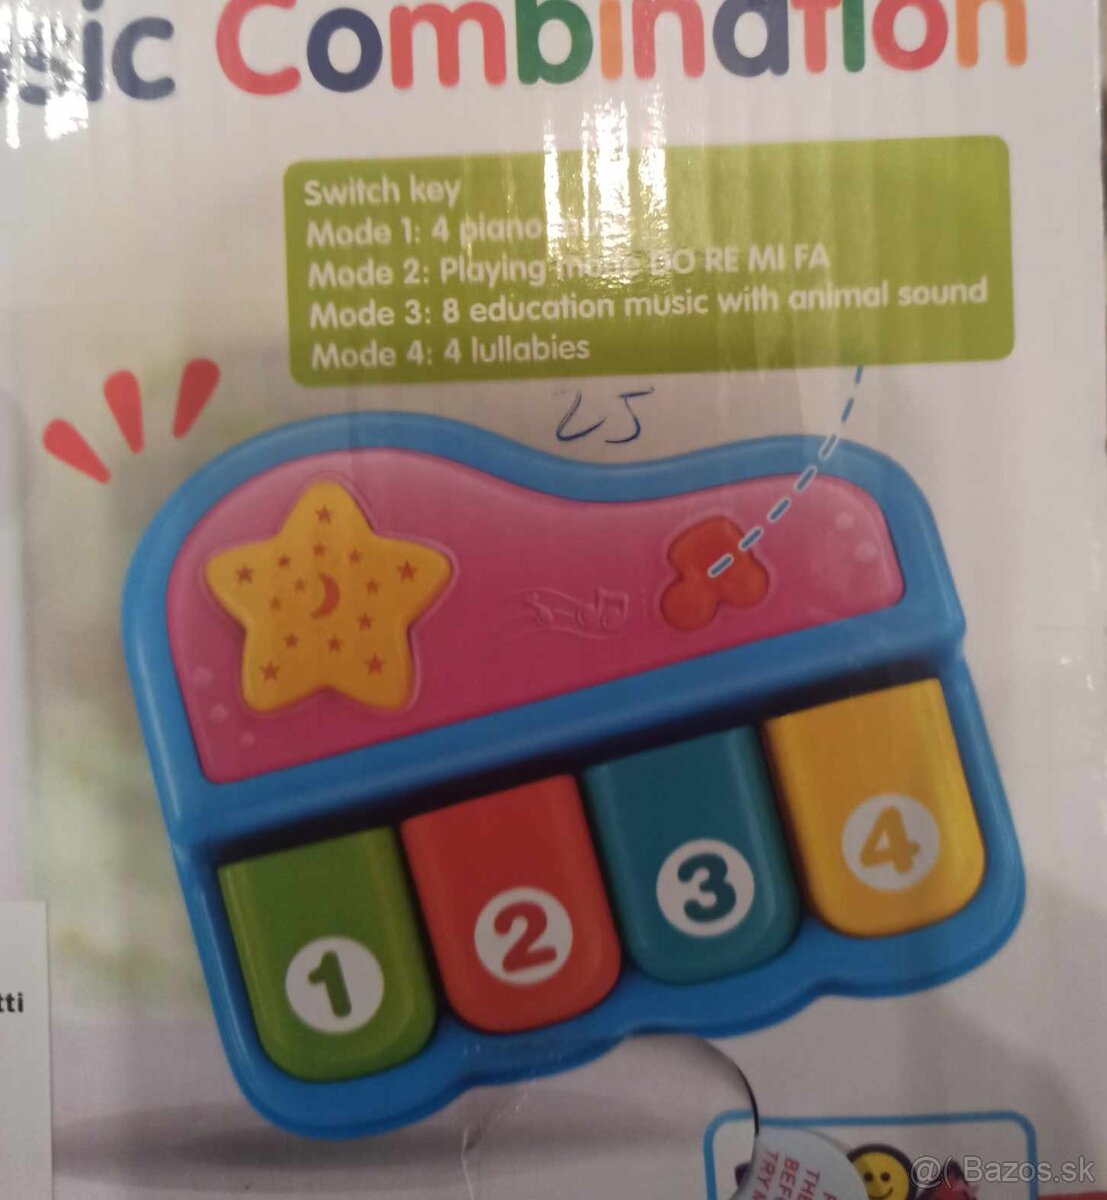 Combination
Switch key
Mode 1: 4 piano
Mode 2: Playing DO RE MI FA
Mode 3: 8 education music with animal sound
Mode 4: 4 lullabies
25
1
2
3
4
tti
@( Bazos.sk